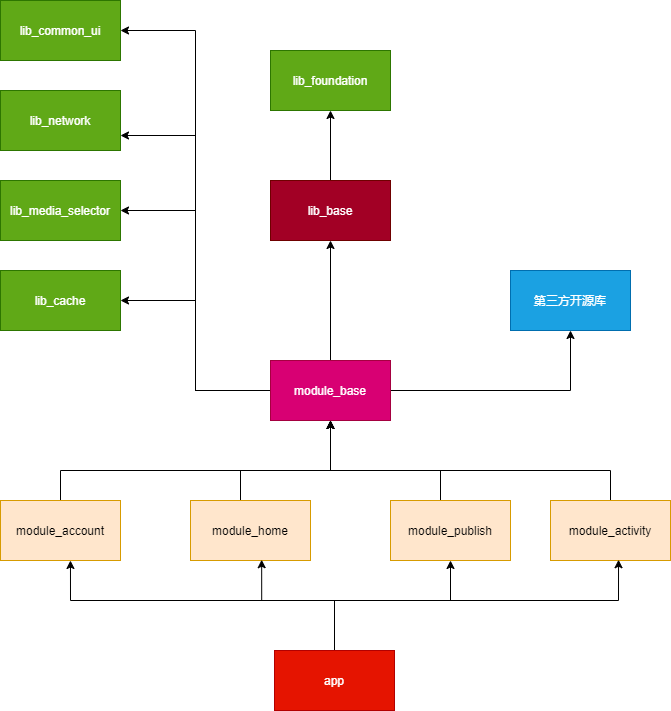 lib_common_ui
lib_foundation
lib_network
lib_media_selector
lib_base
lib_cache
第三方开源库
module_base
module_account
module_home
module_publish
module_activity
app